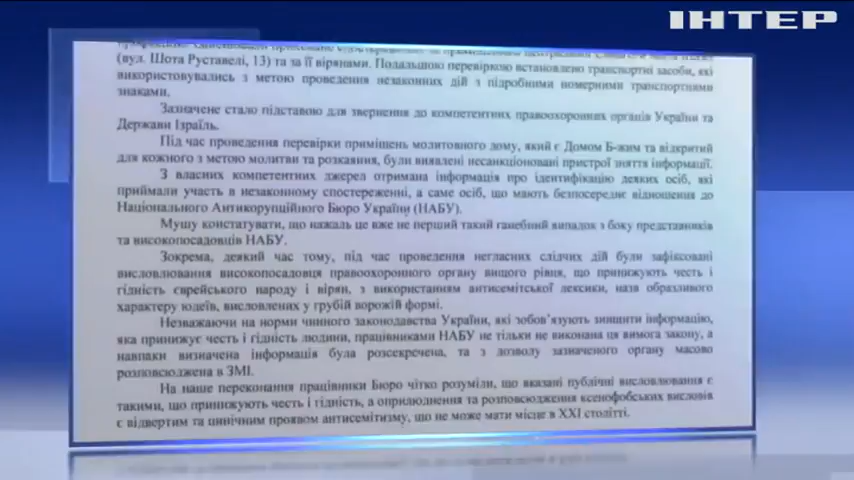 ІНТЕР
(вул. Шота Руставелі, 13) та за її вірянами. Подальшою перевіркою встановлено транспортні засоби, які
використовувались з метою проведення незаконних дій з підробними номерними транспортними
знаками.
Зазначене стало підставою для звернення до компетентних правоохоронних органів України та
Держави Ізраїль.
Під час проведення перевірки приміщень молитовного дому, який є Домом Б-жим та відкритий
для кожного з метою молитви та розкаяння, були виявлені несанкціоновані пристрої зняття інформації.
З власних компетентних джерел отримана інформація про ідентифікацію деяких осіб, які
приймали участь в незаконному спостереженні, а саме осіб, що мають безпосереднє відношення до
Національного Антикорупційного Бюро України (НАБУ).
Мушу констатувати, що нажаль це вже не перший такий ганебний випадок з боку представників
та високопосадовців НАБУ.
Зокрема, деякий час тому, під час проведення негласних слідчих дій були зафіксовані
висловлювання високопосадовця правоохоронного органу вищого рівня, що принижують честь і
гідність єврейського народу і вірян, з використанням антисемітської лексики, назв образливого
характеру юдеїв, висловлених у грубій ворожій формі.
Незважаючи на норми чинного законодавства України, які зобов'язують знищити інформацію,
яка принижує честь і гідність людини, працівниками НАБУ не тільки не виконана ця вимога закону, а
навпаки визначена інформація була розсекречена, та з дозволу зазначеного органу масово
розповсюджена в ЗМІ.
На наше переконання працівники Бюро чітко розуміли, що вказані публічні висловлювання є
такими, що принижують честь і гідність, а оприлюднення та розповсюдження ксенофобських висловів
є відвертим та цинічним проявом антисемітизму, що не може мати місце в ХХІ столітті.